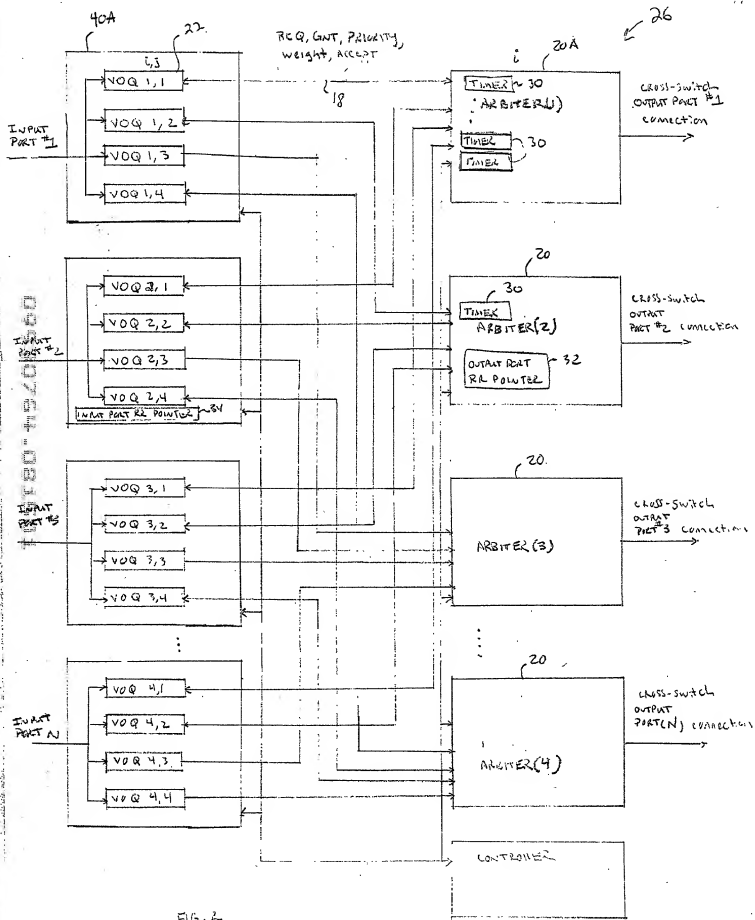 40A
22
26
i,j
REQ, GNT, PRIORITY,
weight, ACCEPT
18
i
20A
VOQ 1,1
VOQ 1,2
VOQ 1,3
VOQ 1,4
INPUT
PORT #1
TIMER 30
ARBITER(1)
TIMER 30
TIMER
CROSS-SWITCH
OUTPUT PORT #1
connection
VOQ 2,1
VOQ 2,2
VOQ 2,3
VOQ 2,4
INPUT PORT RR POINTER 34
INPUT
PORT #2
20
30
TIMER
ARBITER(2)
OUTPUT PORT 32
RR POINTER
CROSS-SWITCH
OUTPUT
PORT #2 connection
VOQ 3,1
VOQ 3,2
VOQ 3,3
VOQ 3,4
INPUT
PORT #3
20
ARBITER(3)
CROSS-SWITCH
OUTPUT
PORT #3 connection
VOQ 4,1
VOQ 4,2
VOQ 4,3
VOQ 4,4
INPUT
PORT N
20
ARBITER(4)
CROSS-SWITCH
OUTPUT
PORT(N) connection
CONTROLLER
FIG. 2